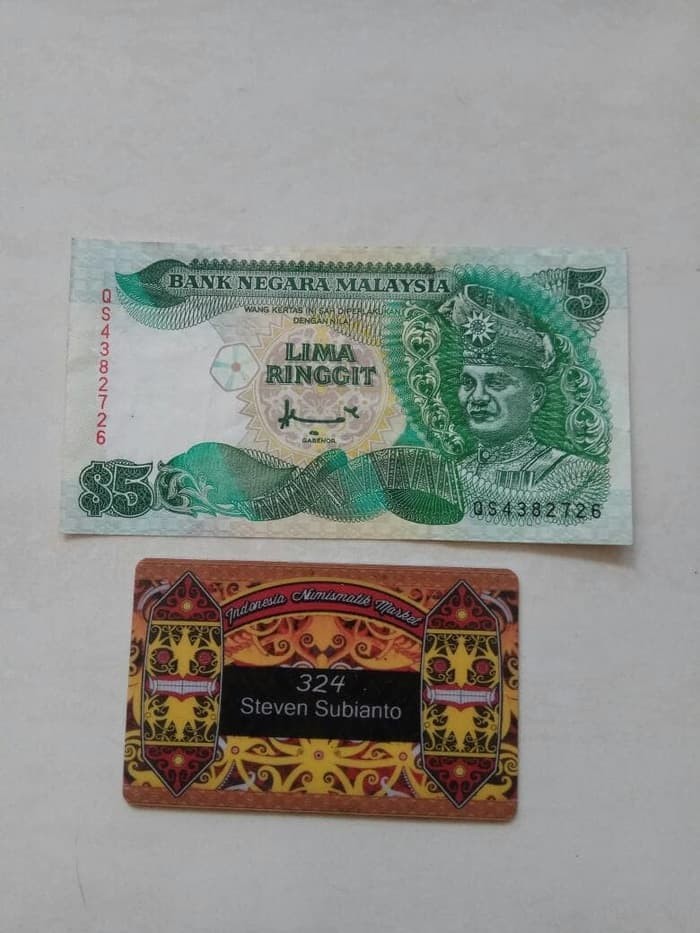 BANK NEGARA MALAYSIA
5
WANG KERTAS INI SAH DIPERLAKUKAN
DENGAN NILAI
LIMA
RINGGIT
GABENOR
QS4382726
$5
QS4382726
Indonesia Numismatik Market
324
Steven Subianto